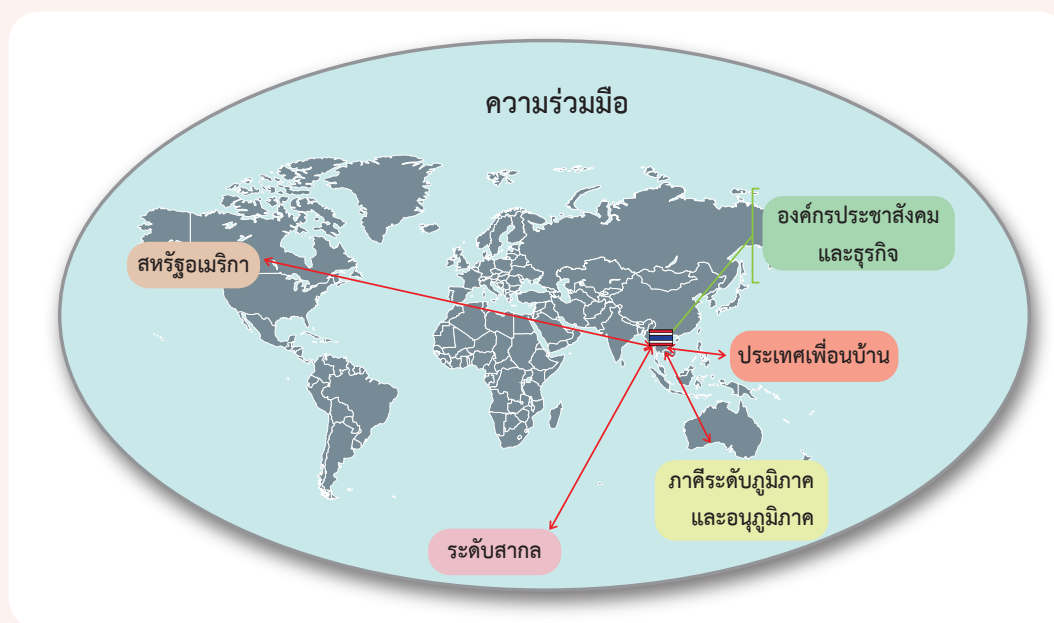 ความร่วมมือ
องค์กรประชาสังคม
และธุรกิจ
สหรัฐอเมริกา
ประเทศเพื่อนบ้าน
ภาคีระดับภูมิภาค
และอนุภูมิภาค
ระดับสากล